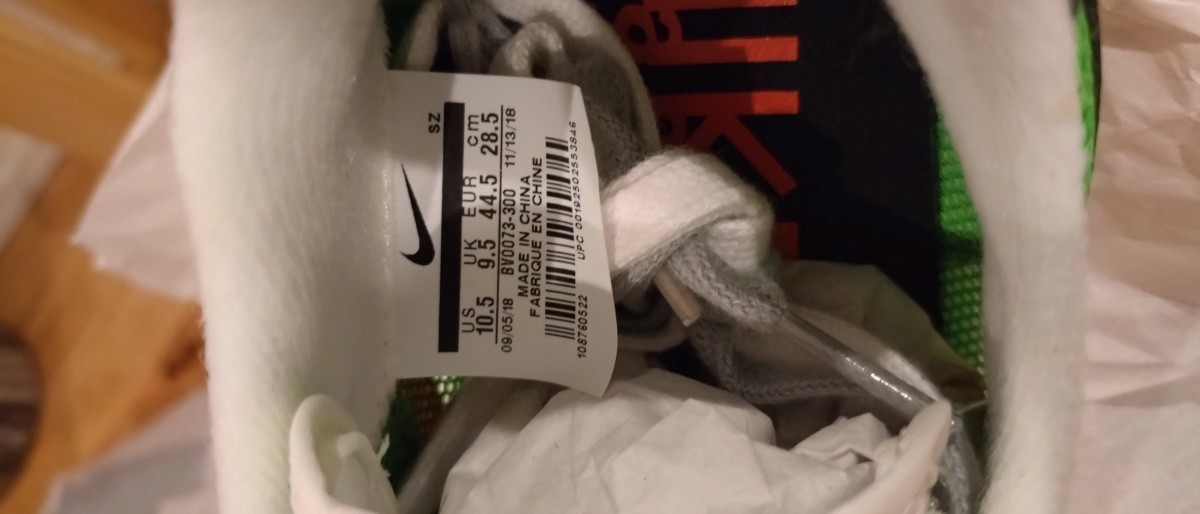 SZ
US UK EUR cm
10.5 9.5 44.5 28.5
09/05/18 BV0073-300 11/13/18
MADE IN CHINA
FABRIQUE EN CHINE
108760522 UPC 00192502553846